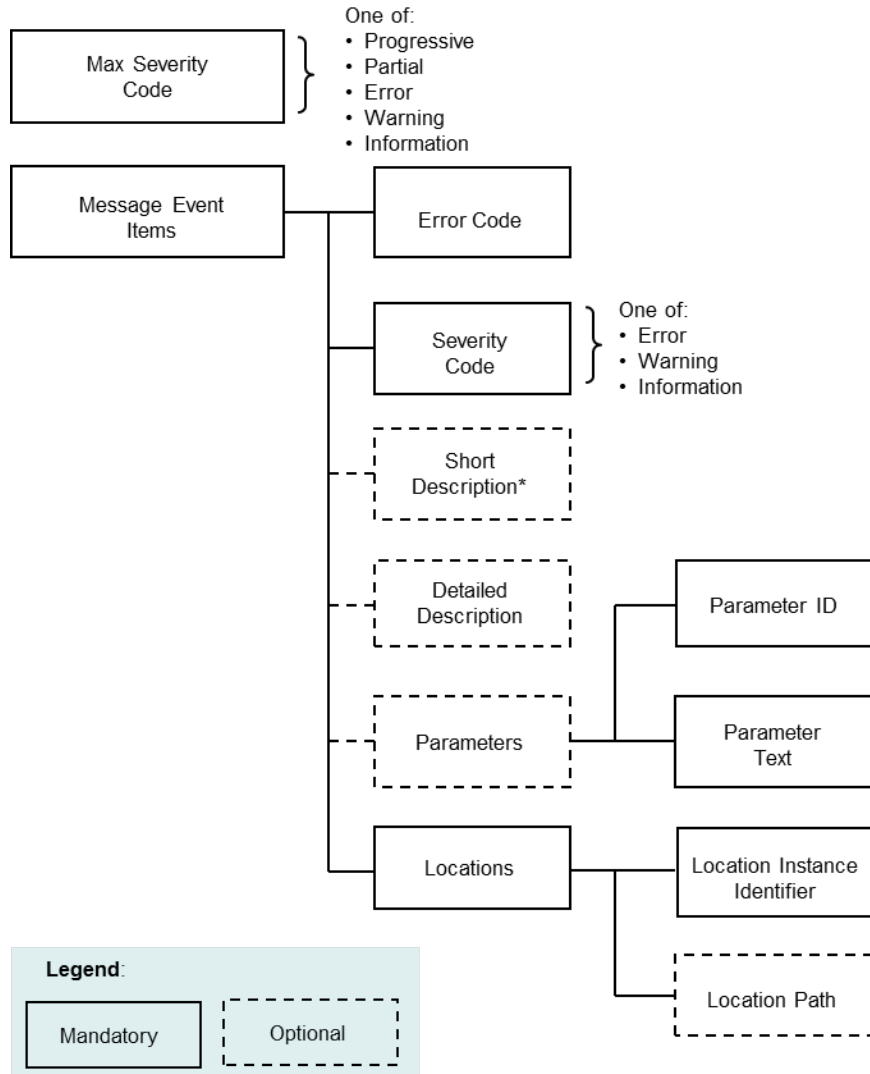 One of:
• Progressive
• Partial
• Error
• Warning
• Information
Max Severity
Code
Message Event
Items
Error Code
Severity
Code
One of:
• Error
• Warning
• Information
Short
Description*
Detailed
Description
Parameters
Parameter ID
Parameter
Text
Locations
Location Instance
Identifier
Location Path
Legend:
Mandatory
Optional